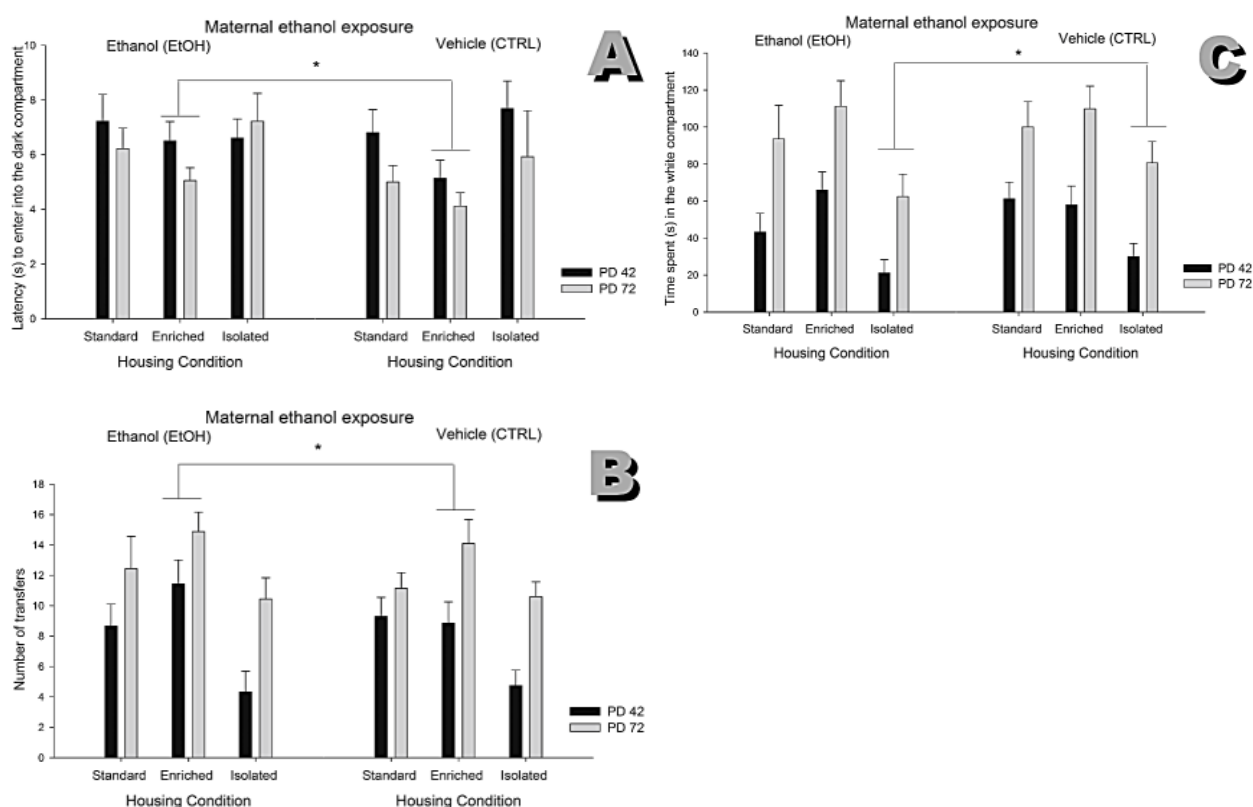 Maternal ethanol exposure
Ethanol (EtOH) Vehicle (CTRL)
*
A
10
8
6
4
2
0
Latency (s) to enter into the dark compartment
PD 42
PD 72
Standard Enriched Isolated Standard Enriched Isolated
Housing Condition Housing Condition
Maternal ethanol exposure
Ethanol (EtOH) Vehicle (CTRL)
*
C
140
120
100
80
60
40
20
0
Time spent (s) in the white compartment
PD 42
PD 72
Standard Enriched Isolated Standard Enriched Isolated
Housing Condition Housing Condition
Maternal ethanol exposure
Ethanol (EtOH) Vehicle (CTRL)
*
B
18
16
14
12
10
8
6
4
2
0
Number of transfers
PD 42
PD 72
Standard Enriched Isolated Standard Enriched Isolated
Housing Condition Housing Condition